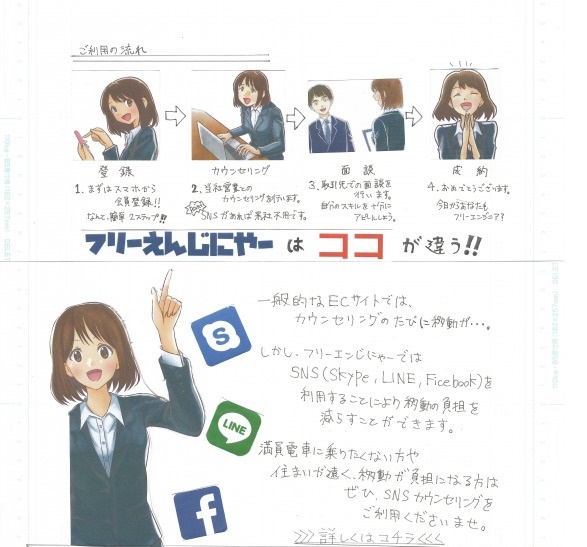 ご利用の流れ
登録
1. まずはスマホから
会員登録!!
なんと、簡単2ステップ!!
カウンセリング
2. 当社営業との
カウンセリングを行います。
SNSがあれば来社不用です。
面談
3. 取引先での面談を
行います。
自分のスキルを十分に
アピールしよう。
成約
4. おめでとうございます。
今日からあなたも
フリーエンジニア?
フリーえんじにゃーは ココ が違う!!
一般的なECサイトでは、
カウンセリングのたびに移動が・・・。
しかし、フリーエンじにゃーでは
SNS(Skype, LINE, Ficebook)を
利用することにより移動の負担を
減らすことができます。
満員電車に乗りたくない方や
住まいが遠く、移動が負担になる方は
ぜひ、SNSカウンセリングを
ご利用くださいませ。
>>>詳しくはコチラ<<<
S
LINE
f